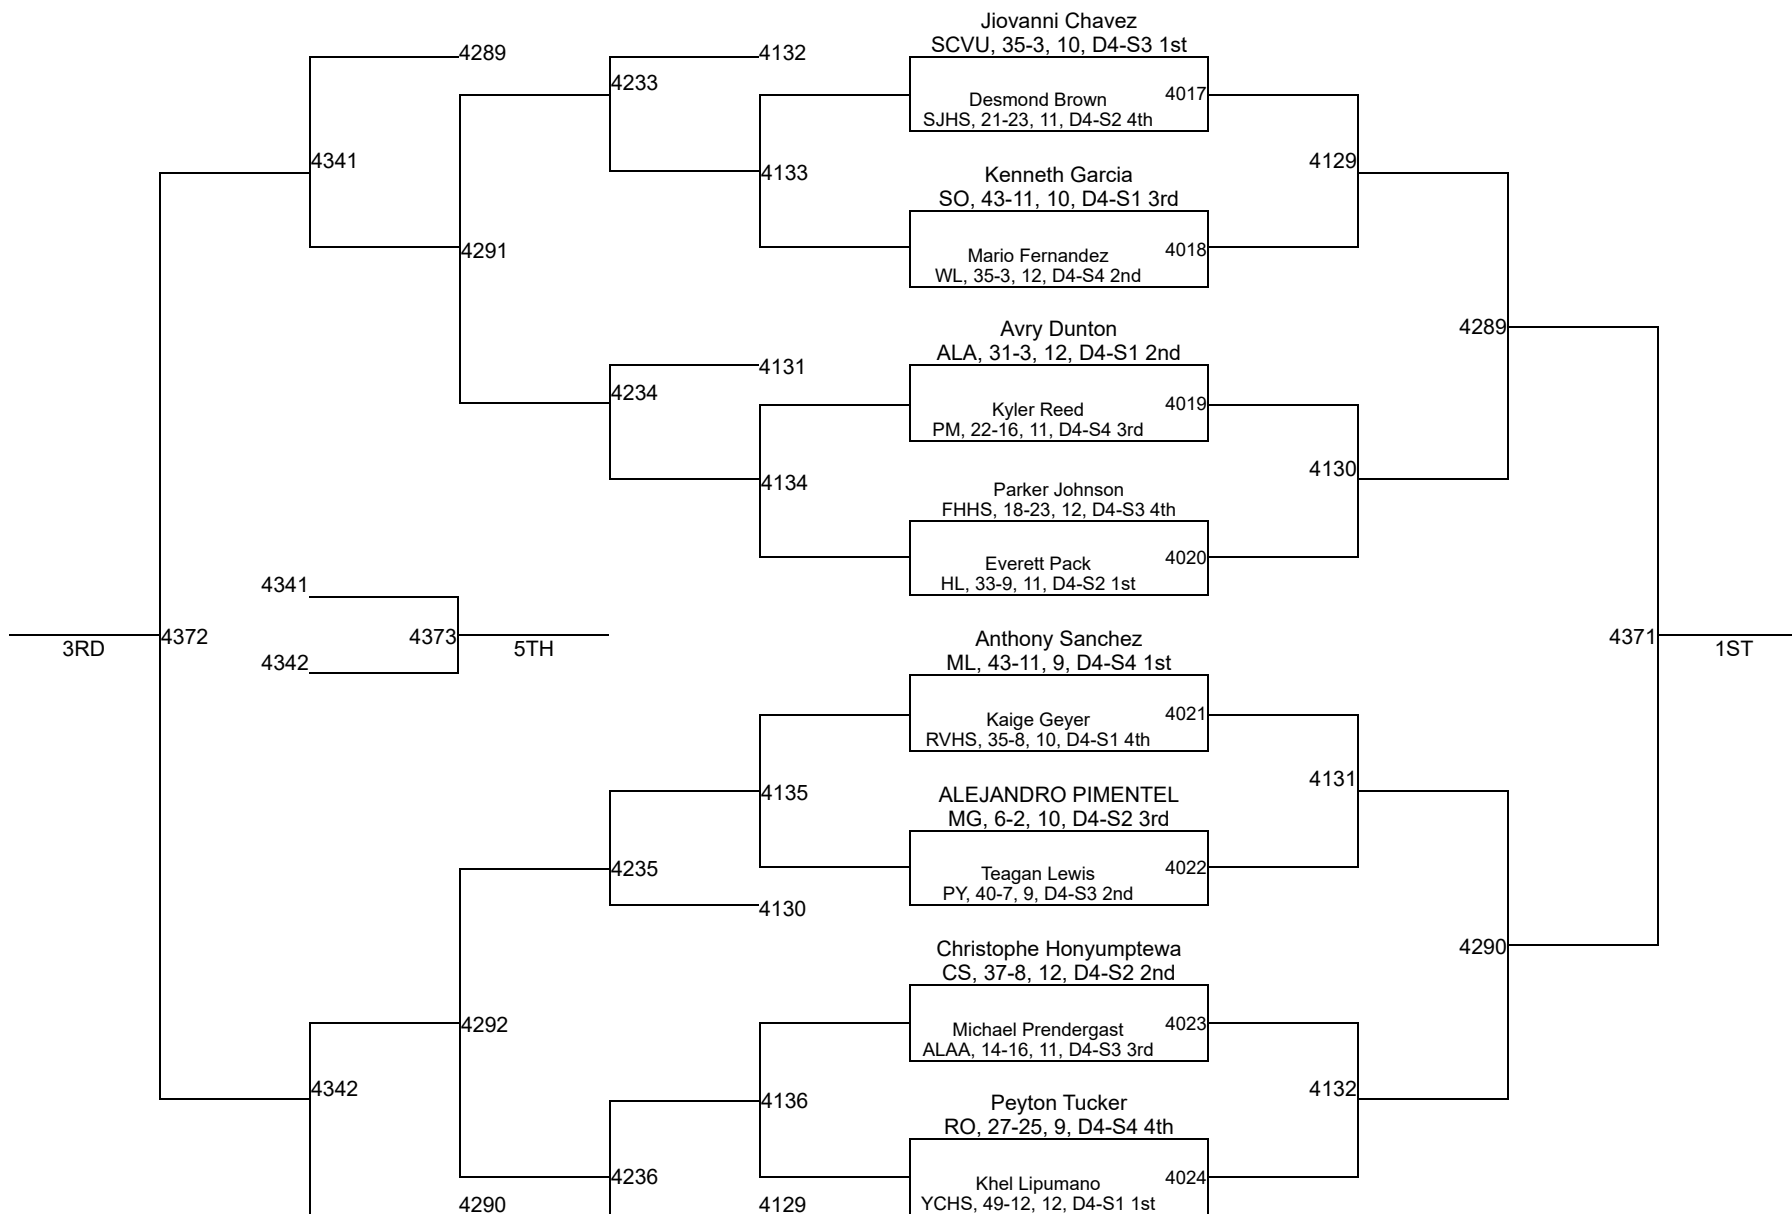 Jiovanni Chavez
SCVU, 35-3, 10, D4-S3 1st
4289
4132
4233
Desmond Brown
4017
SJHS, 21-23, 11, D4-S2 4th
4341
4133
4129
Kenneth Garcia
SO, 43-11, 10, D4-S1 3rd
4291
Mario Fernandez
4018
WL, 35-3, 12, D4-S4 2nd
Avry Dunton
4289
ALA, 31-3, 12, D4-S1 2nd
4131
4234
Kyler Reed
4019
PM, 22-16, 11, D4-S4 3rd
4134
4130
Parker Johnson
FHHS, 18-23, 12, D4-S3 4th
Everett Pack
4020
HL, 33-9, 11, D4-S2 1st
4341
3RD
4372
4373
5TH
4342
4371
1ST
Anthony Sanchez
ML, 43-11, 9, D4-S4 1st
Kaige Geyer
4021
RVHS, 35-8, 10, D4-S1 4th
4135
4131
ALEJANDRO PIMENTEL
MG, 6-2, 10, D4-S2 3rd
4235
Teagan Lewis
4022
PY, 40-7, 9, D4-S3 2nd
4130
Christophe Honyumptewa
4290
CS, 37-8, 12, D4-S2 2nd
4292
Michael Prendergast
4023
ALAA, 14-16, 11, D4-S3 3rd
4342
4136
4132
Peyton Tucker
RO, 27-25, 9, D4-S4 4th
4236
Khel Lipumano
4024
4290
4129
YCHS, 49-12, 12, D4-S1 1st